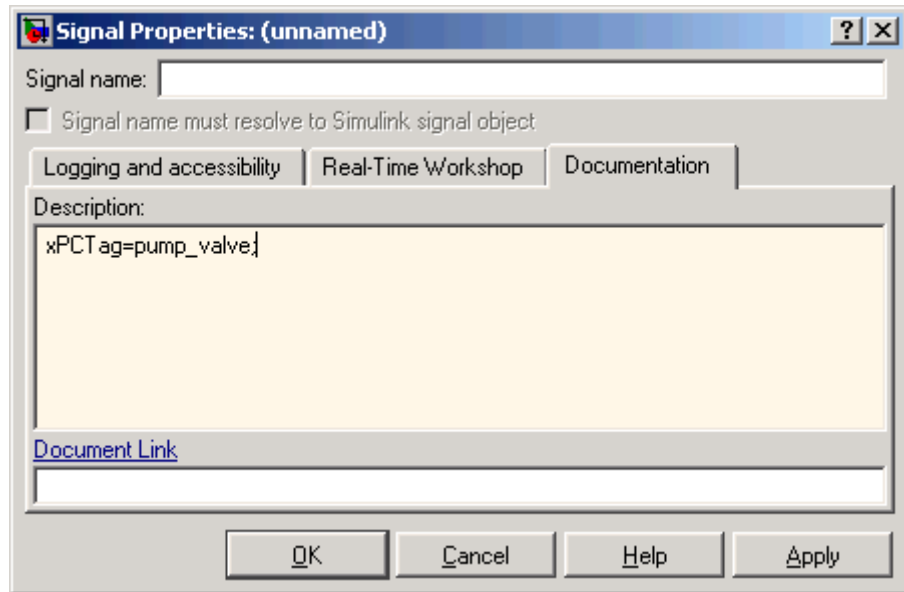 Signal Properties: (unnamed)
Signal name:
Signal name must resolve to Simulink signal object
Logging and accessibility Real-Time Workshop Documentation
Description:
xPCTag=pump_valve;
Document Link
OK Cancel Help Apply